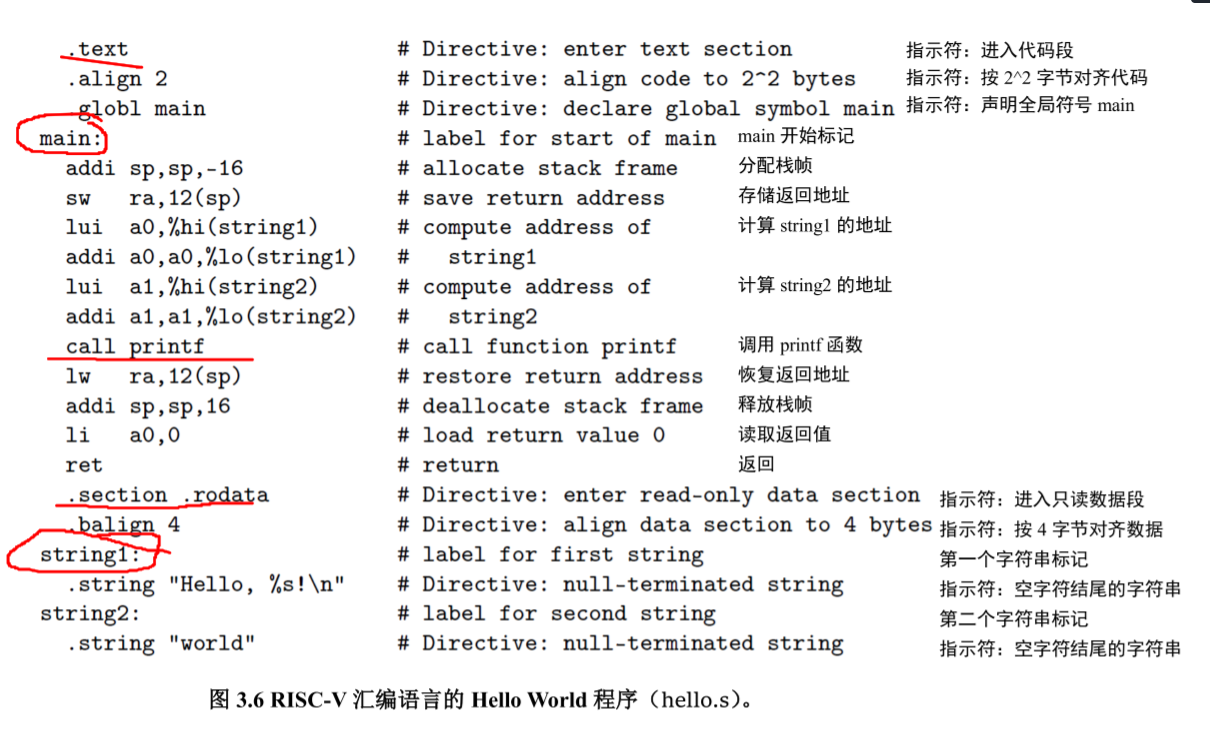 .text # Directive: enter text section 指示符：进入代码段
.align 2 # Directive: align code to 2^2 bytes 指示符：按 2^2 字节对齐代码
.globl main # Directive: declare global symbol main 指示符：声明全局符号 main
main: # label for start of main main 开始标记
addi sp,sp,-16 # allocate stack frame 分配栈帧
sw ra,12(sp) # save return address 存储返回地址
lui a0,%hi(string1) # compute address of 计算 string1 的地址
addi a0,a0,%lo(string1) # string1
lui a1,%hi(string2) # compute address of 计算 string2 的地址
addi a1,a1,%lo(string2) # string2
call printf # call function printf 调用 printf 函数
lw ra,12(sp) # restore return address 恢复返回地址
addi sp,sp,16 # deallocate stack frame 释放栈帧
li a0,0 # load return value 0 读取返回值
ret # return 返回
.section .rodata # Directive: enter read-only data section 指示符：进入只读数据段
.balign 4 # Directive: align data section to 4 bytes 指示符：按 4 字节对齐数据
string1: # label for first string 第一个字符串标记
.string "Hello, %s!\n" # Directive: null-terminated string 指示符：空字符结尾的字符串
string2: # label for second string 第二个字符串标记
.string "world" # Directive: null-terminated string 指示符：空字符结尾的字符串
图 3.6 RISC-V 汇编语言的 Hello World 程序（hello.s）。